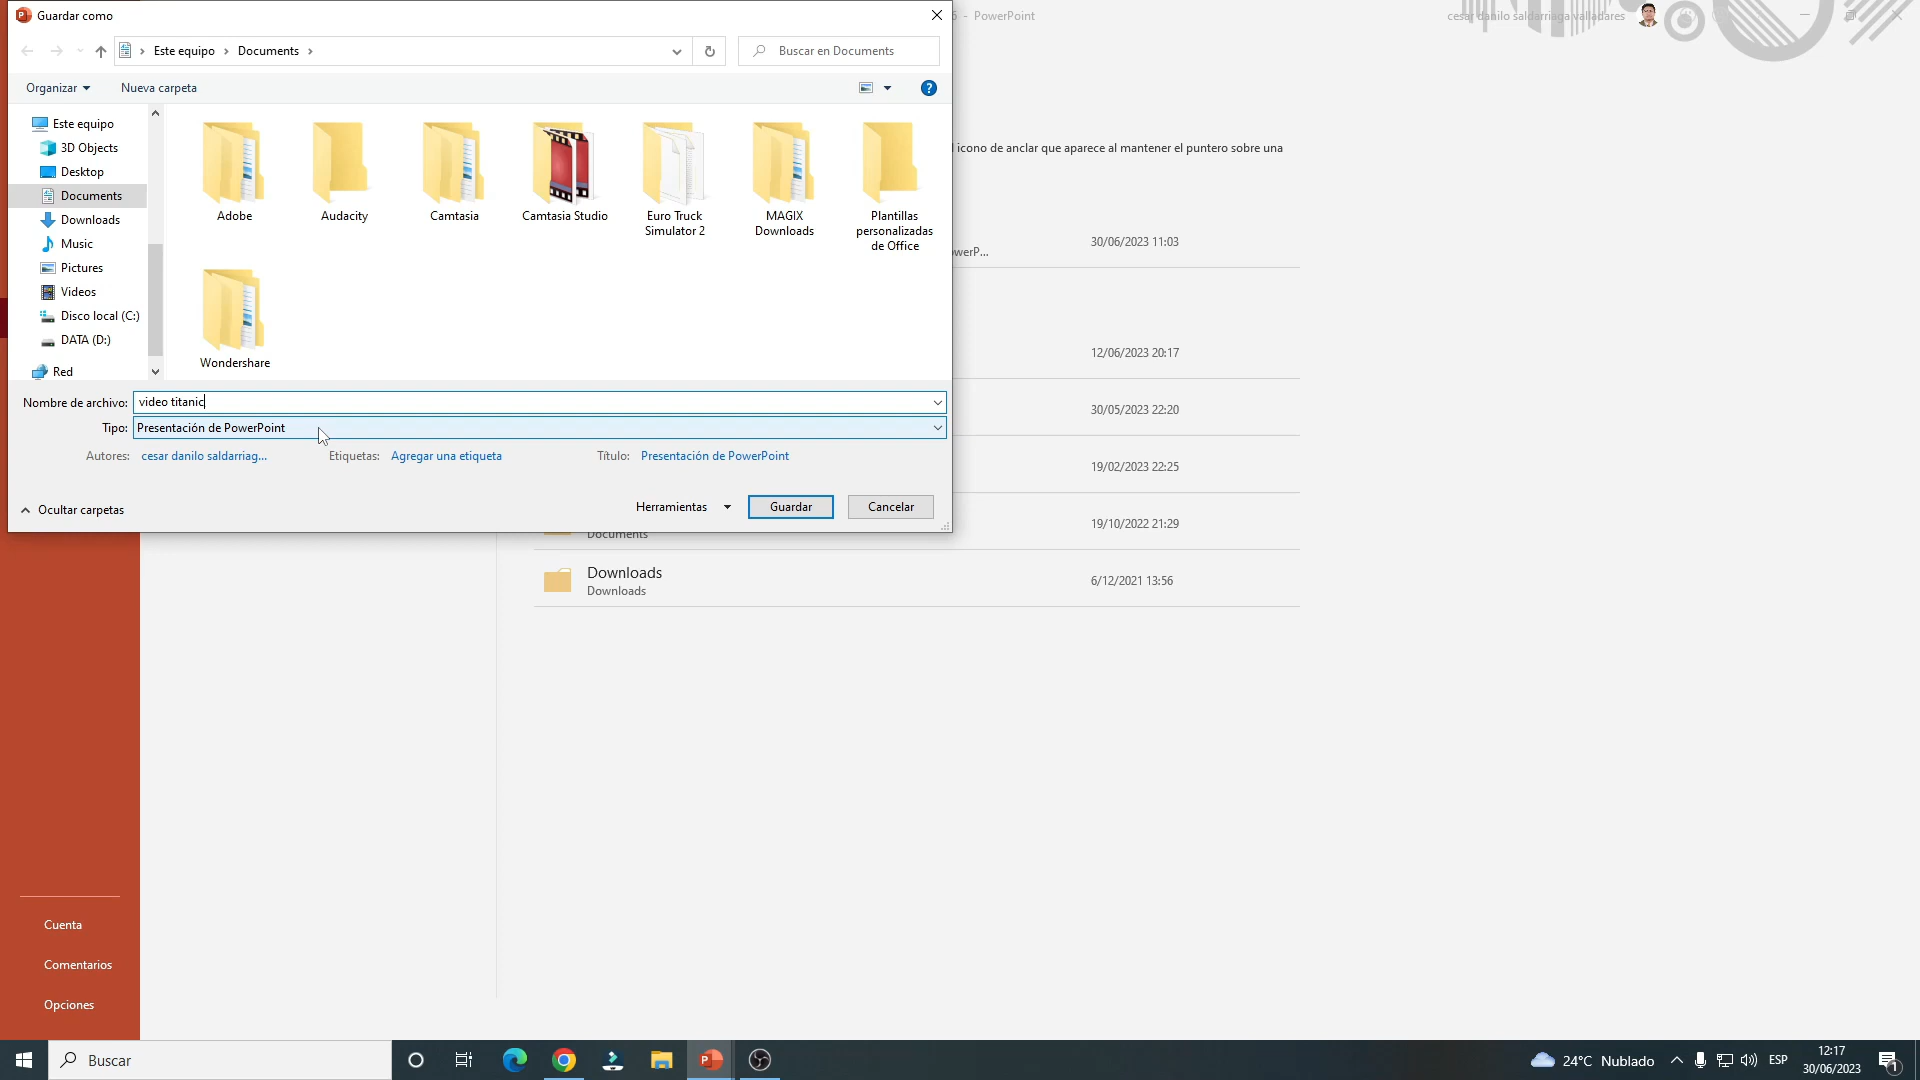 Guardar como
6 - PowerPoint
cesar danilo saldarriaga valladares
Este equipo
Documents
Buscar en Documents
Organizar
Nueva carpeta
Este equipo
3D Objects
Desktop
Documents
Downloads
Music
Pictures
Videos
Disco local (C:)
DATA (D:)
Red
Adobe
Audacity
Camtasia
Camtasia Studio
Euro Truck
Simulator 2
MAGIX
Downloads
Plantillas
personalizadas
de Office
Wondershare
icono de anclar que aparece al mantener el puntero sobre una
werP...
30/06/2023 11:03
12/06/2023 20:17
30/05/2023 22:20
19/02/2023 22:25
19/10/2022 21:29
Nombre de archivo: video titanic
Tipo: Presentación de PowerPoint
Autores: cesar danilo saldarriag...
Etiquetas: Agregar una etiqueta
Título: Presentación de PowerPoint
Ocultar carpetas
Herramientas
Guardar
Cancelar
Documents
Downloads
Downloads
6/12/2021 13:56
Cuenta
Comentarios
Opciones
Buscar
24°C Nublado
ESP
12:17
30/06/2023
1